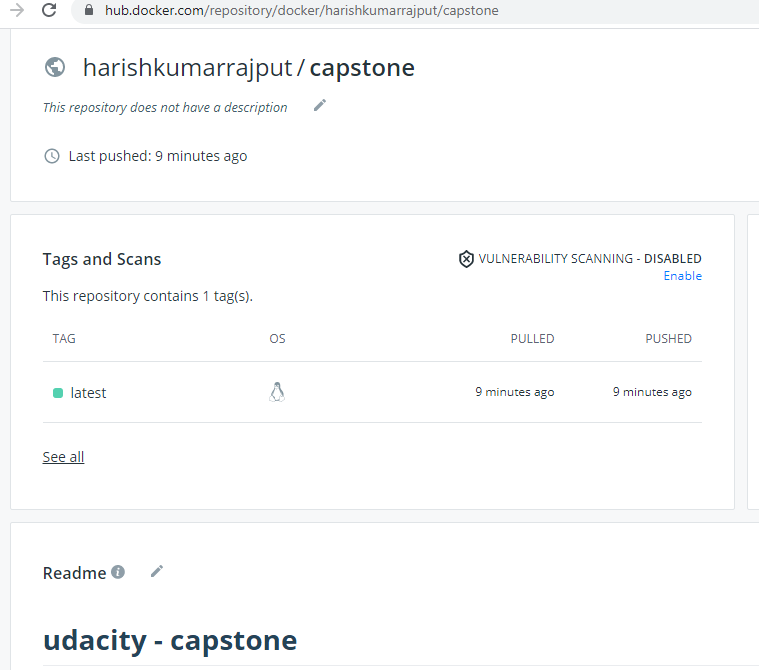 hub.docker.com/repository/docker/harishkumarrajput/capstone
harishkumarrajput / capstone
This repository does not have a description
Last pushed: 9 minutes ago
Tags and Scans
VULNERABILITY SCANNING - DISABLED
Enable
This repository contains 1 tag(s).
TAG OS PULLED PUSHED
latest 9 minutes ago 9 minutes ago
See all
Readme
udacity - capstone